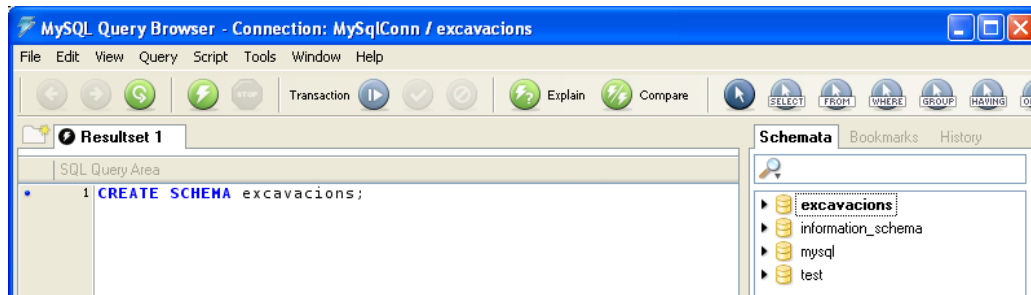 MySQL Query Browser - Connection: MySqlConn / excavacions
File Edit View Query Script Tools Window Help
STOP Transaction Explain Compare SELECT FROM WHERE GROUP HAVING
Resultset 1
SQL Query Area
1 CREATE SCHEMA excavacions;
Schemata Bookmarks History
excavacions
information_schema
mysql
test